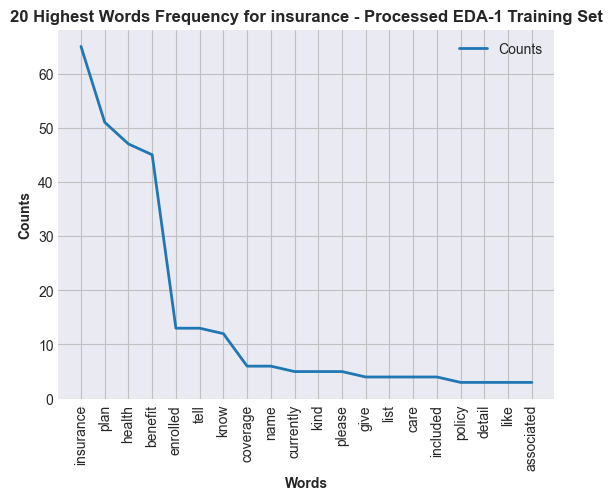 20 Highest Words Frequency for insurance - Processed EDA-1 Training Set
Counts
60
50
40
30
20
10
0
Counts
insurance
plan
health
benefit
enrolled
tell
know
coverage
name
currently
kind
please
give
list
care
included
policy
detail
like
associated
Words